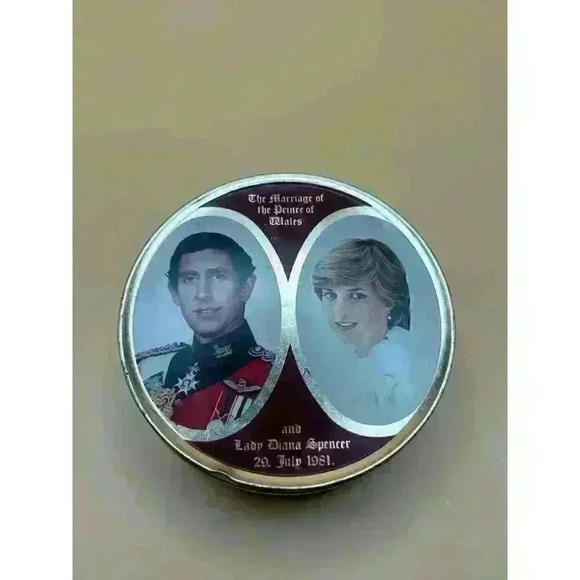 The Marriage of
the Prince of
Wales
and
Lady Diana Spencer
29. July 1981.